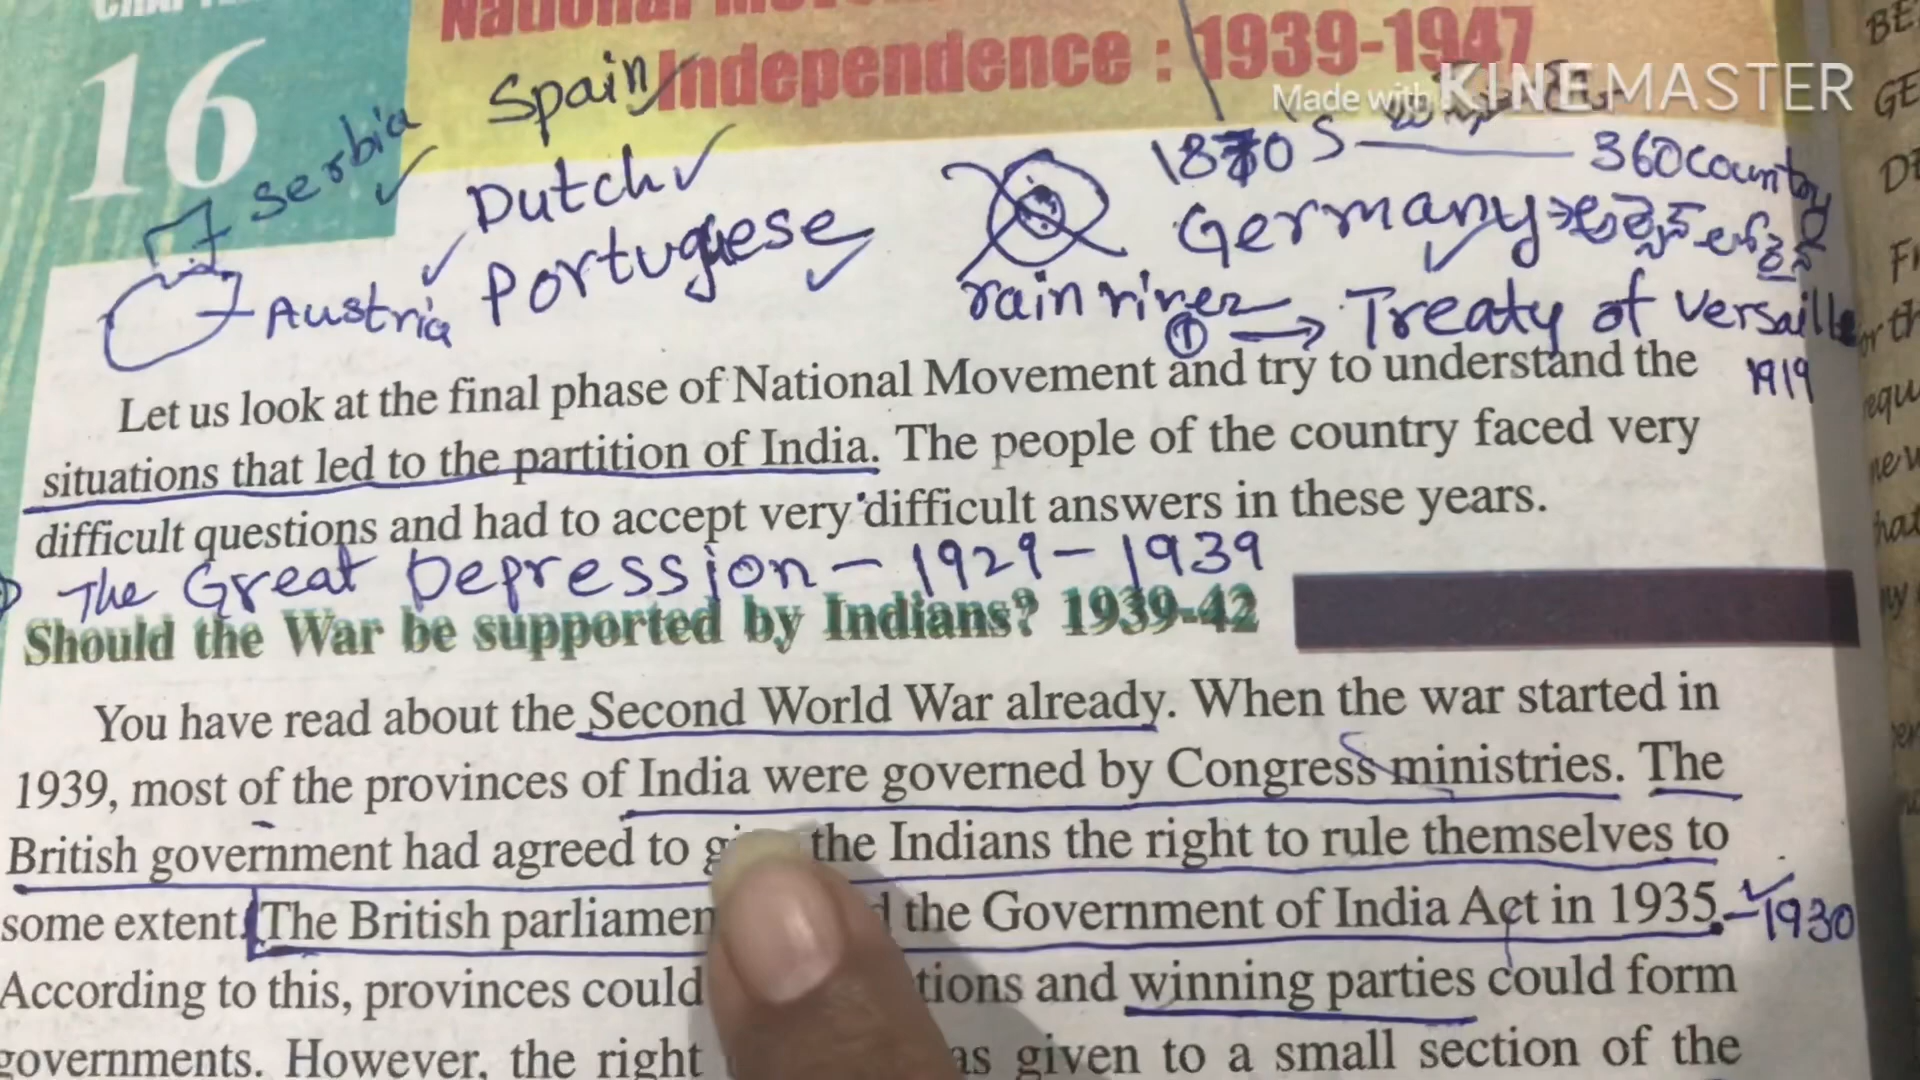 16
Independence : 1939-1947
Made with KINEMASTER
Serbia
Spain
Dutch
Portuguese
Austria
1870's
360 country
Germany
rain river
① → Treaty of Versaille
1919
Let us look at the final phase of National Movement and try to understand the
situations that led to the partition of India. The people of the country faced very
difficult questions and had to accept very difficult answers in these years.
The Great Depression - 1929 - 1939
Should the War be supported by Indians? 1939-42
You have read about the Second World War already. When the war started in
1939, most of the provinces of India were governed by Congress ministries. The
British government had agreed to the Indians the right to rule themselves to
some extent. The British the Government of India Act in 1935. - 1930
According to this, provinces could and winning parties could form
governments. However, the right given to a small section of the